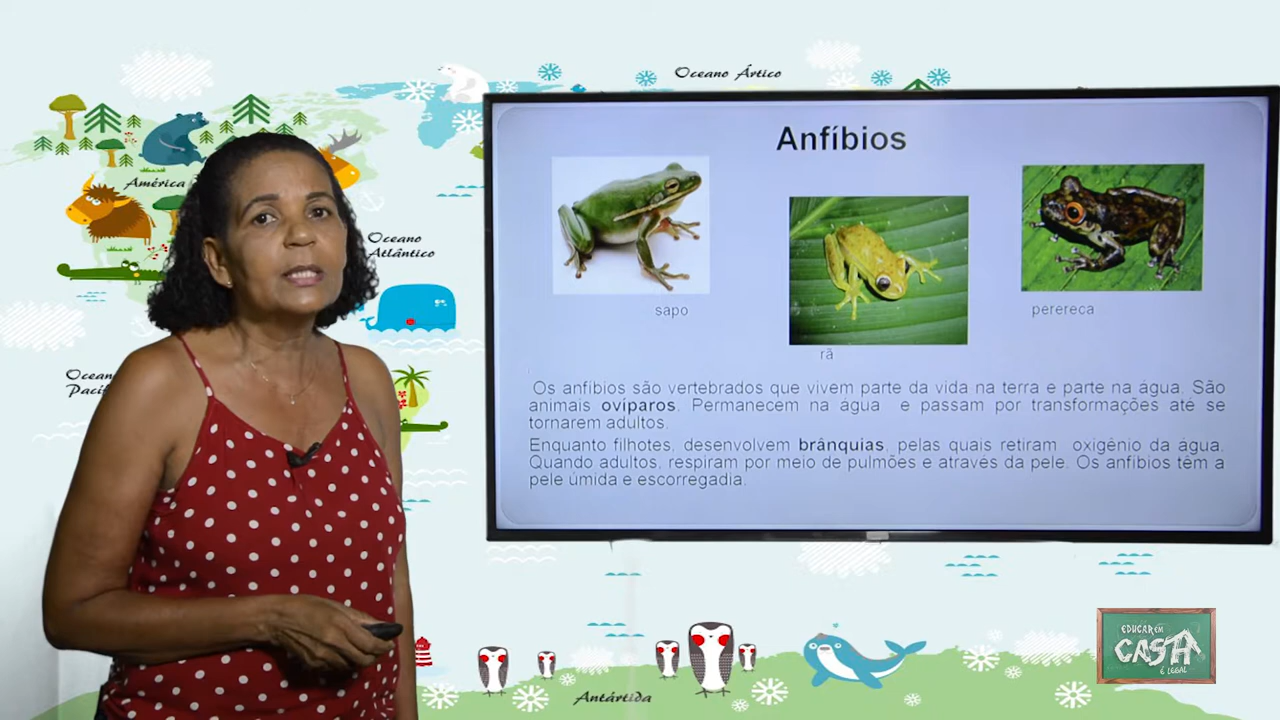 Oceano Ártico
América
Oceano
Atlântico
Ocean
Pací
Anfíbios
sapo
rã
perereca
Os anfíbios são vertebrados que vivem parte da vida na terra e parte na água. São
animais ovíparos. Permanecem na água e passam por transformações até se
tornarem adultos.
Enquanto filhotes, desenvolvem brânquias, pelas quais retiram oxigênio da água.
Quando adultos, respiram por meio de pulmões e através da pele. Os anfíbios têm a
pele úmida e escorregadia.
Antártida
EDUCAR EM
CASA
É LEGAL